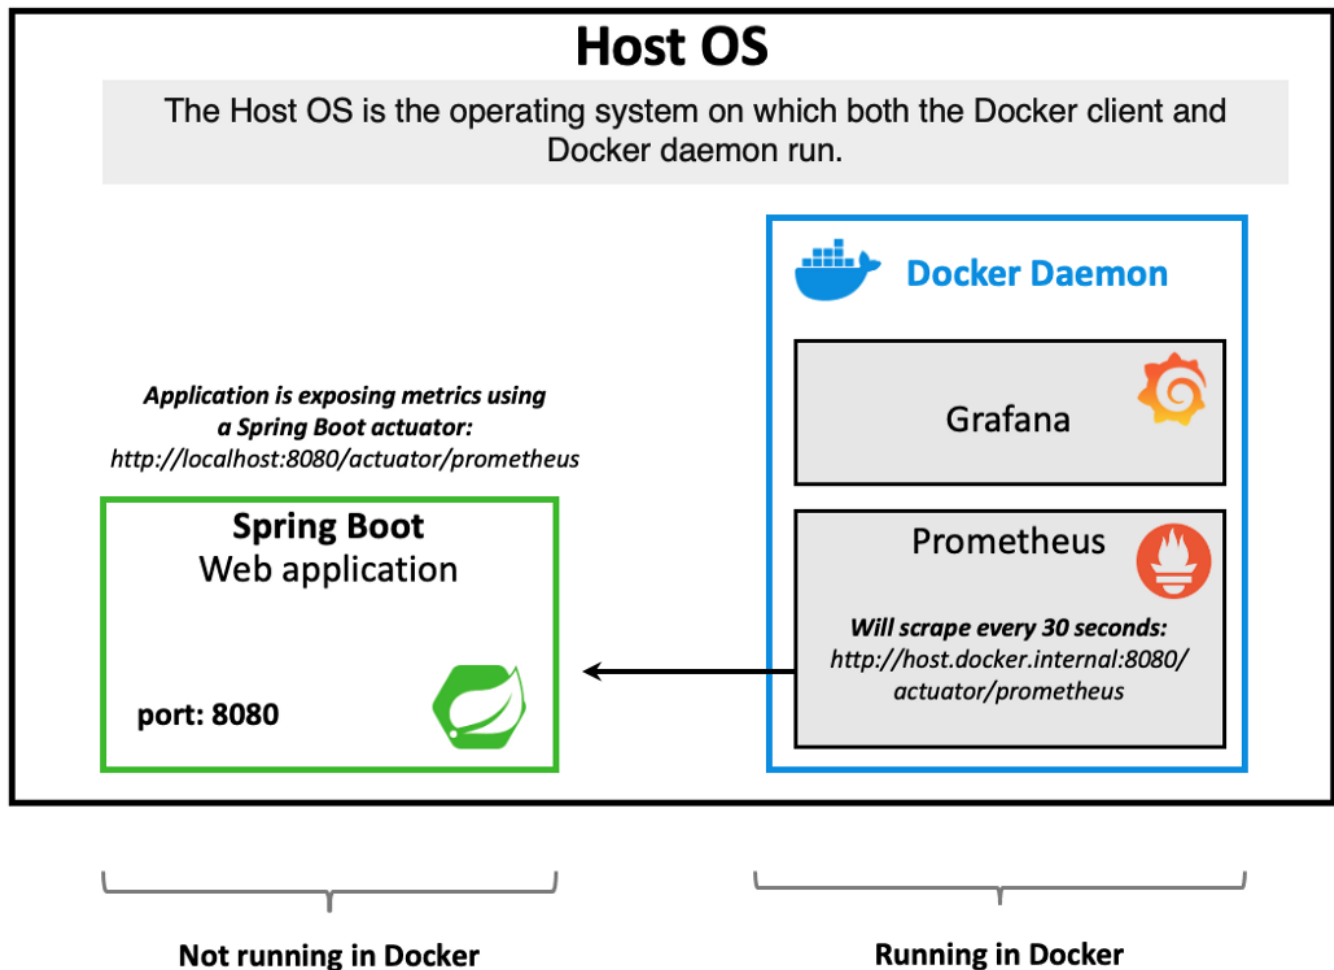 Host OS
The Host OS is the operating system on which both the Docker client and
Docker daemon run.
Docker Daemon
Grafana
Application is exposing metrics using
a Spring Boot actuator:
http://localhost:8080/actuator/prometheus
Spring Boot
Web application
port: 8080
Prometheus
Will scrape every 30 seconds:
http://host.docker.internal:8080/
actuator/prometheus
Not running in Docker
Running in Docker